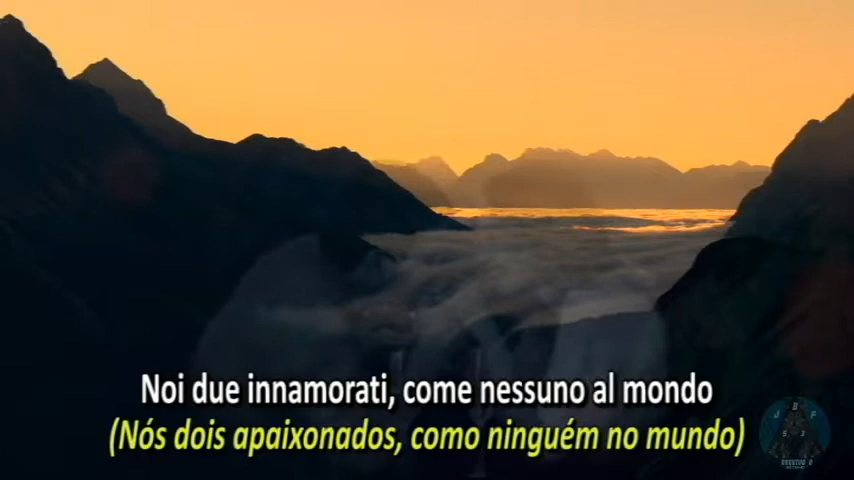 Noi due innamorati, come nessuno al mondo
(Nós dois apaixonados, como ninguém no mundo)
J B F